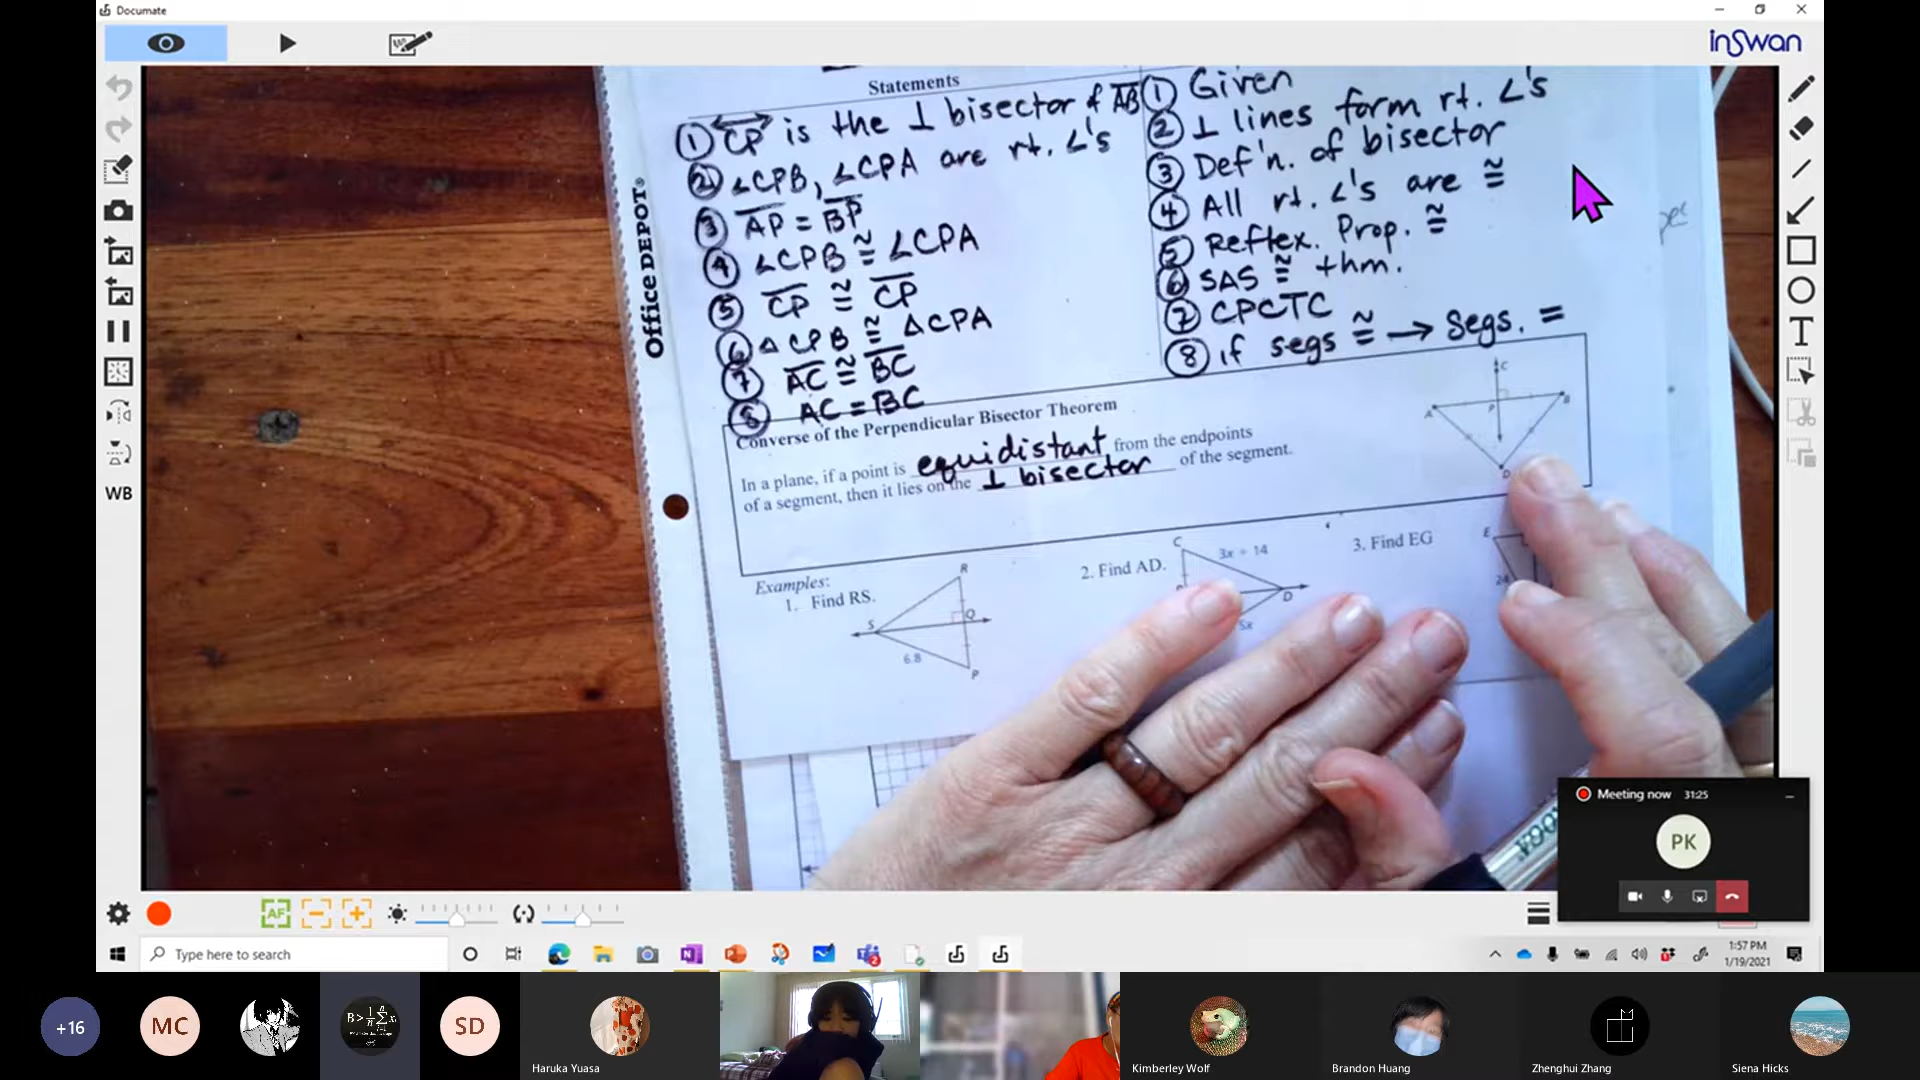 Documate
inSwan
Statements
① CP is the ⊥ bisector of AB
① Given
② ∠CPB, ∠CPA are rt. ∠'s
② ⊥ lines form rt. ∠'s
③ AP = BP
③ Def'n. of bisector
④ ∠CPB ≅ ∠CPA
④ All rt. ∠'s are ≅
⑤ CP ≅ CP
⑤ Reflex. Prop. ≅
⑥ △CPB ≅ △CPA
⑥ SAS ≅ thm.
⑦ AC ≅ BC
⑦ CPCTC
⑧ AC = BC
⑧ if segs ≅ → segs. =
Office DEPOT
Converse of the Perpendicular Bisector Theorem
In a plane, if a point is equidistant from the endpoints
of a segment, then it lies on the ⊥ bisector of the segment.
C
A P B
D
Examples:
1. Find RS.
R
S Q
6.8
P
2. Find AD.
C
3x + 14
D
5x
3. Find EG
E
24
WB
AF
Meeting now 31:25
PK
Type here to search
1:57 PM
1/19/2021
+16
MC
SD
Haruka Yuasa
Kimberley Wolf
Brandon Huang
Zhenghui Zhang
Siena Hicks